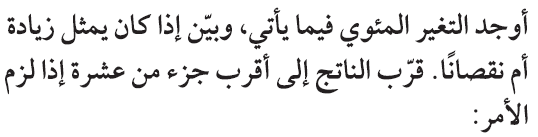 أوجد التغير المئوي فيما يأتي، وبيّن إذا كان يمثل زيادة
أم نقصانًا. قرّب الناتج إلى أقرب جزء من عشرة إذا لزم
الأمر: